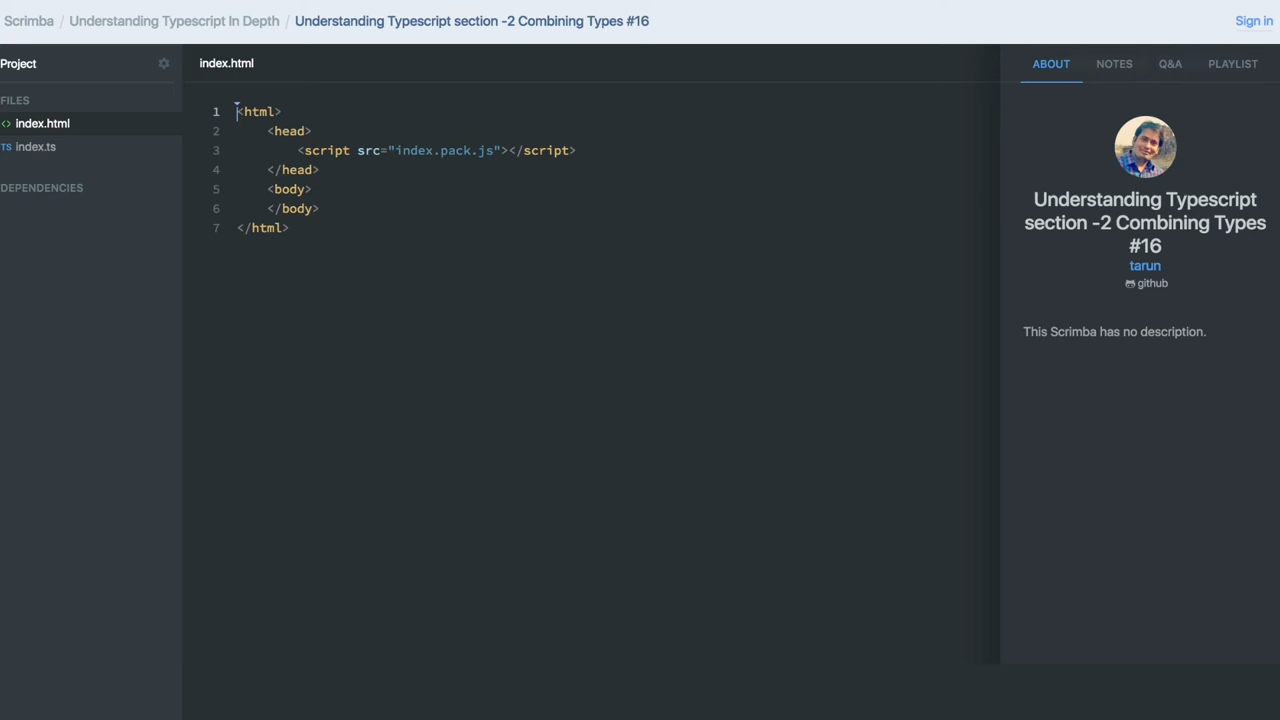 Scrimba / Understanding Typescript In Depth / Understanding Typescript section -2 Combining Types #16
Sign in
Project
FILES
<> index.html
TS index.ts
DEPENDENCIES
index.html
1 <html>
2     <head>
3         <script src="index.pack.js"></script>
4     </head>
5     <body>
6     </body>
7 </html>
ABOUT NOTES Q&A PLAYLIST
Understanding Typescript
section -2 Combining Types
#16
tarun
github
This Scrimba has no description.